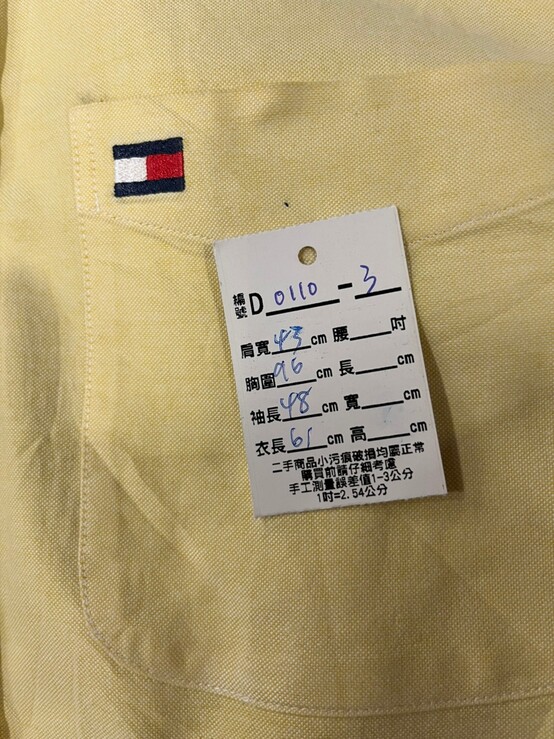 編號 D 0110 - 3
肩寬 43 cm 腰 吋
胸圍 96 cm 長 cm
袖長 48 cm 寬 cm
衣長 61 cm 高 cm
二手商品小污痕破損均屬正常
購買前請仔細考慮
手工測量誤差值1-3公分
1吋=2.54公分